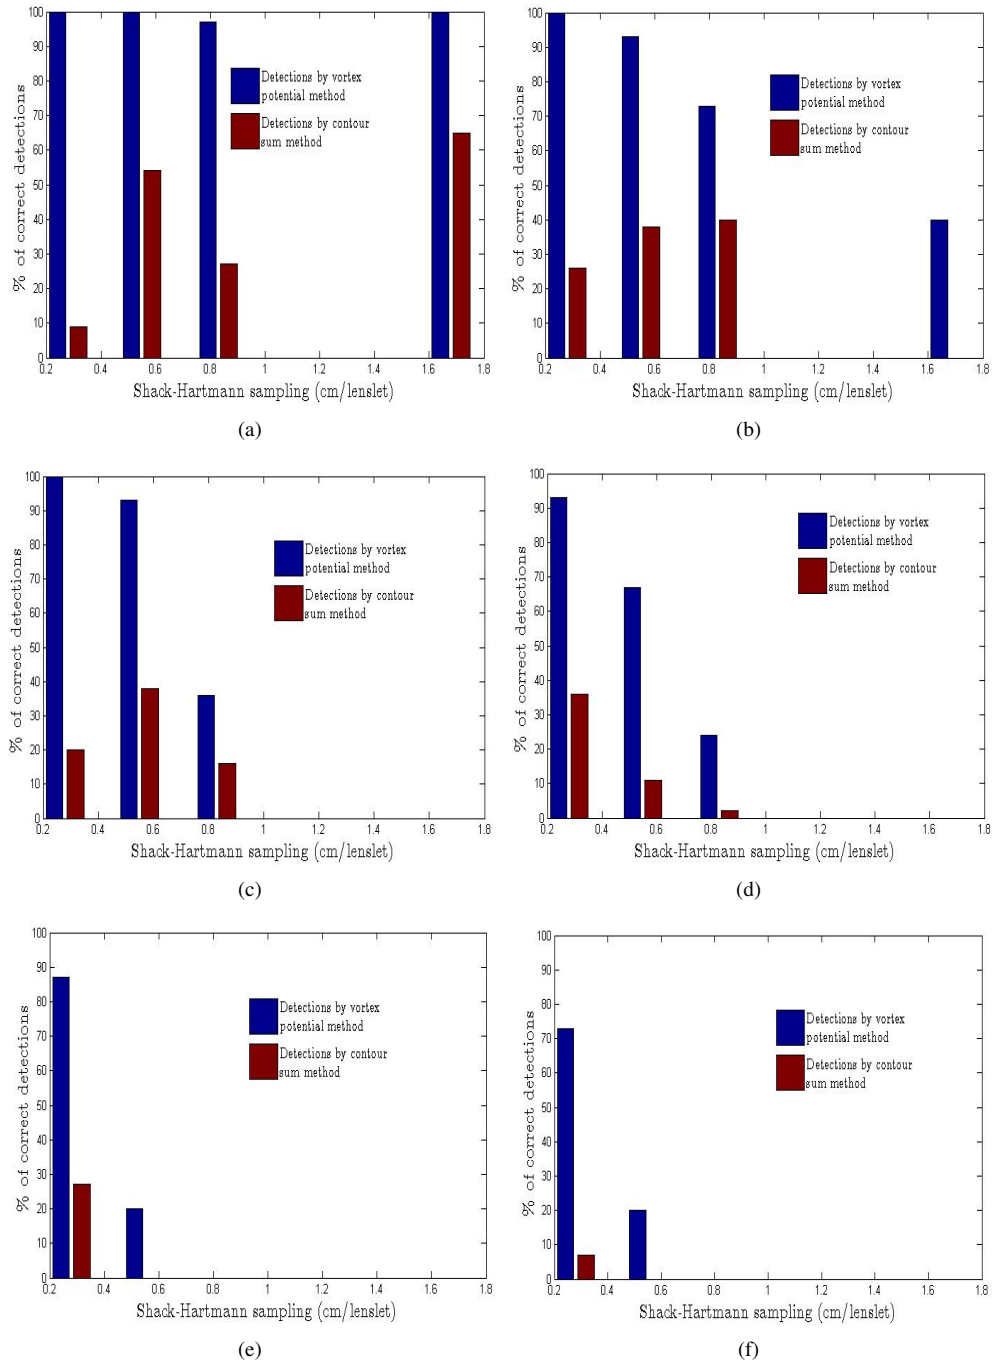 100
90
80
70
60
50
40
30
20
10
0
% of correct detections
Detections by vortex
potential method
Detections by contour
sum method
0.2 0.4 0.6 0.8 1 1.2 1.4 1.6 1.8
Shack-Hartmann sampling (cm/lenslet)
(a)
100
90
80
70
60
50
40
30
20
10
0
% of correct detections
Detections by vortex
potential method
Detections by contour
sum method
0.2 0.4 0.6 0.8 1 1.2 1.4 1.6 1.8
Shack-Hartmann sampling (cm/lenslet)
(b)
100
90
80
70
60
50
40
30
20
10
0
% of correct detections
Detections by vortex
potential method
Detections by contour
sum method
0.2 0.4 0.6 0.8 1 1.2 1.4 1.6 1.8
Shack-Hartmann sampling (cm/lenslet)
(c)
100
90
80
70
60
50
40
30
20
10
0
% of correct detections
Detections by vortex
potential method
Detections by contour
sum method
0.2 0.4 0.6 0.8 1 1.2 1.4 1.6 1.8
Shack-Hartmann sampling (cm/lenslet)
(d)
100
90
80
70
60
50
40
30
20
10
0
% of correct detections
Detections by vortex
potential method
Detections by contour
sum method
0.2 0.4 0.6 0.8 1 1.2 1.4 1.6 1.8
Shack-Hartmann sampling (cm/lenslet)
(e)
100
90
80
70
60
50
40
30
20
10
0
% of correct detections
Detections by vortex
potential method
Detections by contour
sum method
0.2 0.4 0.6 0.8 1 1.2 1.4 1.6 1.8
Shack-Hartmann sampling (cm/lenslet)
(f)